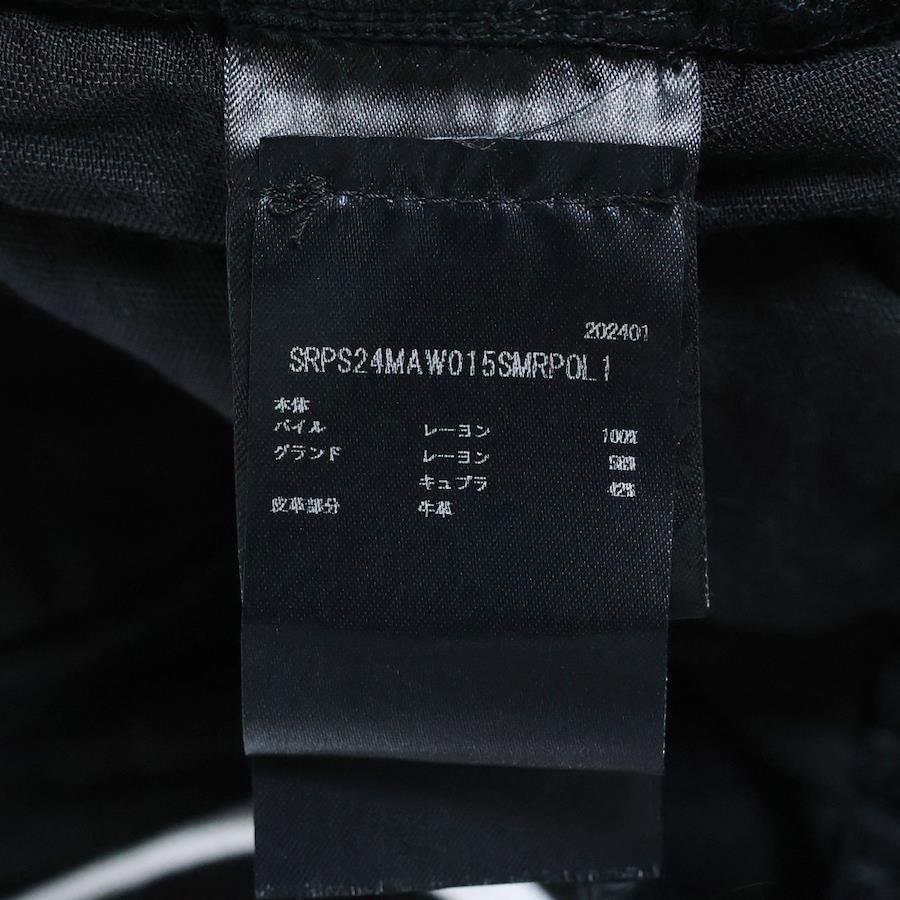 202401
SRPS24MAW015SMRPOL1
本体
パイル レーヨン 100%
グランド レーヨン 58%
キュプラ 42%
皮革部分 牛革